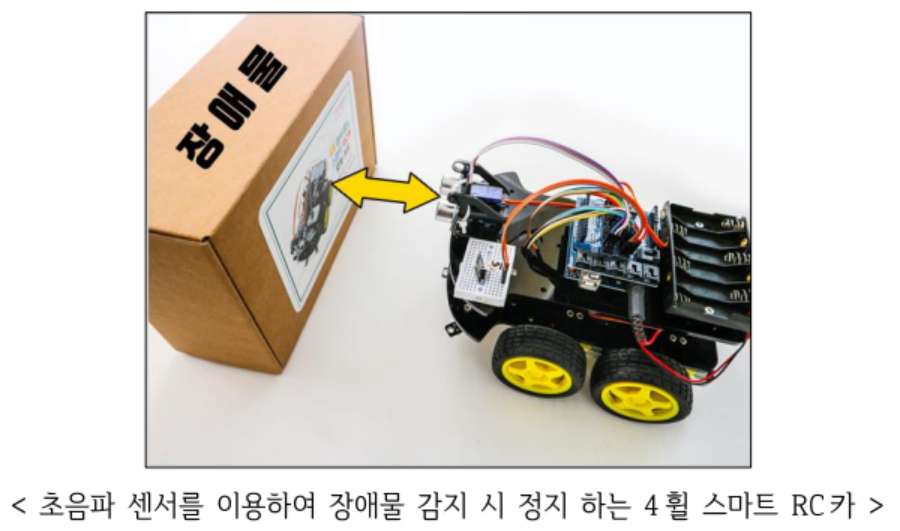 장애물
< 초음파 센서를 이용하여 장애물 감지 시 정지 하는 4휠 스마트 RC카 >